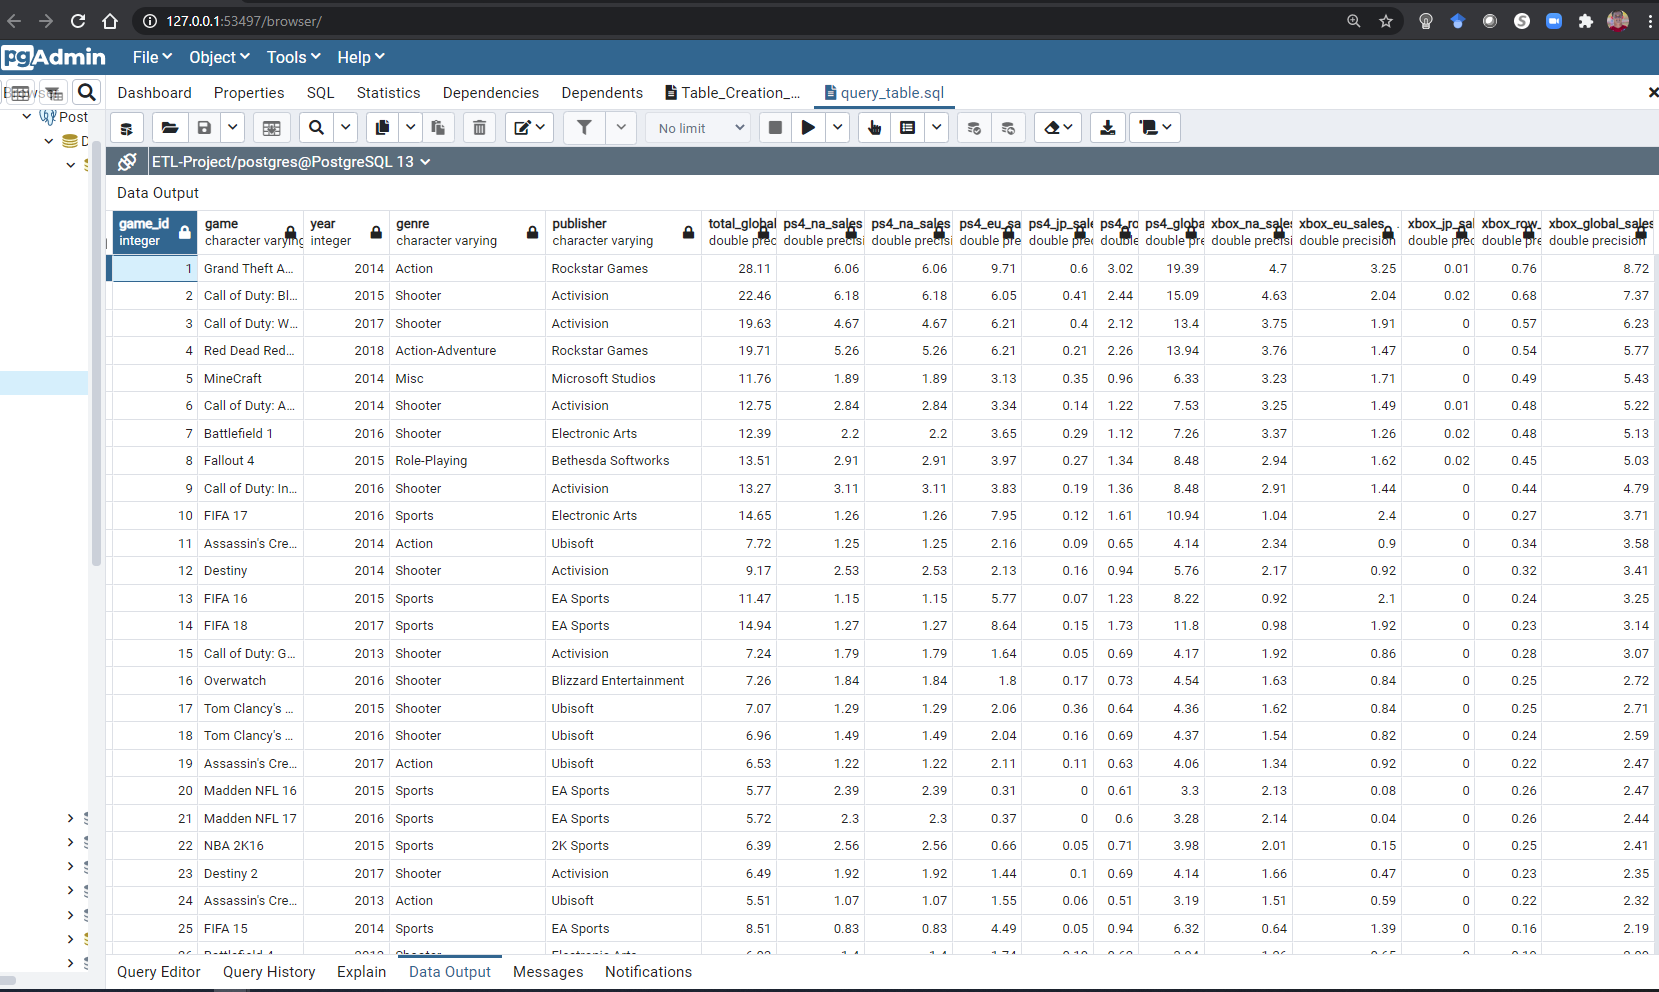 127.0.0.1:53497/browser/
pgAdmin File Object Tools Help
Dashboard Properties SQL Statistics Dependencies Dependents Table_Creation_... query_table.sql
Post
No limit
ETL-Project/postgres@PostgreSQL 13
Data Output
game_id game year genre publisher total_global ps4_na_sales ps4_na_sales ps4_eu_sa ps4_jp_sale ps4_ro ps4_globa xbox_na_sales xbox_eu_sales xbox_jp_sal xbox_row_ xbox_global_sales
integer character varying integer character varying character varying double prec double precisi double precisi double pre double pre double double prec double precis double precision double prec double prec double precision
1 Grand Theft A... 2014 Action Rockstar Games 28.11 6.06 6.06 9.71 0.6 3.02 19.39 4.7 3.25 0.01 0.76 8.72
2 Call of Duty: Bl... 2015 Shooter Activision 22.46 6.18 6.18 6.05 0.41 2.44 15.09 4.63 2.04 0.02 0.68 7.37
3 Call of Duty: W... 2017 Shooter Activision 19.63 4.67 4.67 6.21 0.4 2.12 13.4 3.75 1.91 0 0.57 6.23
4 Red Dead Red... 2018 Action-Adventure Rockstar Games 19.71 5.26 5.26 6.21 0.21 2.26 13.94 3.76 1.47 0 0.54 5.77
5 MineCraft 2014 Misc Microsoft Studios 11.76 1.89 1.89 3.13 0.35 0.96 6.33 3.23 1.71 0 0.49 5.43
6 Call of Duty: A... 2014 Shooter Activision 12.75 2.84 2.84 3.34 0.14 1.22 7.53 3.25 1.49 0.01 0.48 5.22
7 Battlefield 1 2016 Shooter Electronic Arts 12.39 2.2 2.2 3.65 0.29 1.12 7.26 3.37 1.26 0.02 0.48 5.13
8 Fallout 4 2015 Role-Playing Bethesda Softworks 13.51 2.91 2.91 3.97 0.27 1.34 8.48 2.94 1.62 0.02 0.45 5.03
9 Call of Duty: In... 2016 Shooter Activision 13.27 3.11 3.11 3.83 0.19 1.36 8.48 2.91 1.44 0 0.44 4.79
10 FIFA 17 2016 Sports Electronic Arts 14.65 1.26 1.26 7.95 0.12 1.61 10.94 1.04 2.4 0 0.27 3.71
11 Assassin's Cre... 2014 Action Ubisoft 7.72 1.25 1.25 2.16 0.09 0.65 4.14 2.34 0.9 0 0.34 3.58
12 Destiny 2014 Shooter Activision 9.17 2.53 2.53 2.13 0.16 0.94 5.76 2.17 0.92 0 0.32 3.41
13 FIFA 16 2015 Sports EA Sports 11.47 1.15 1.15 5.77 0.07 1.23 8.22 0.92 2.1 0 0.24 3.25
14 FIFA 18 2017 Sports EA Sports 14.94 1.27 1.27 8.64 0.15 1.73 11.8 0.98 1.92 0 0.23 3.14
15 Call of Duty: G... 2013 Shooter Activision 7.24 1.79 1.79 1.64 0.05 0.69 4.17 1.92 0.86 0 0.28 3.07
16 Overwatch 2016 Shooter Blizzard Entertainment 7.26 1.84 1.84 1.8 0.17 0.73 4.54 1.63 0.84 0 0.25 2.72
17 Tom Clancy's ... 2015 Shooter Ubisoft 7.07 1.29 1.29 2.06 0.36 0.64 4.36 1.62 0.84 0 0.25 2.71
18 Tom Clancy's ... 2016 Shooter Ubisoft 6.96 1.49 1.49 2.04 0.16 0.69 4.37 1.54 0.82 0 0.24 2.59
19 Assassin's Cre... 2017 Action Ubisoft 6.53 1.22 1.22 2.11 0.11 0.63 4.06 1.34 0.92 0 0.22 2.47
20 Madden NFL 16 2015 Sports EA Sports 5.77 2.39 2.39 0.31 0 0.61 3.3 2.13 0.08 0 0.26 2.47
21 Madden NFL 17 2016 Sports EA Sports 5.72 2.3 2.3 0.37 0 0.6 3.28 2.14 0.04 0 0.26 2.44
22 NBA 2K16 2015 Sports 2K Sports 6.39 2.56 2.56 0.66 0.05 0.71 3.98 2.01 0.15 0 0.25 2.41
23 Destiny 2 2017 Shooter Activision 6.49 1.92 1.92 1.44 0.1 0.69 4.14 1.66 0.47 0 0.23 2.35
24 Assassin's Cre... 2013 Action Ubisoft 5.51 1.07 1.07 1.55 0.06 0.51 3.19 1.51 0.59 0 0.22 2.32
25 FIFA 15 2014 Sports EA Sports 8.51 0.83 0.83 4.49 0.05 0.94 6.32 0.64 1.39 0 0.16 2.19
Query Editor Query History Explain Data Output Messages Notifications